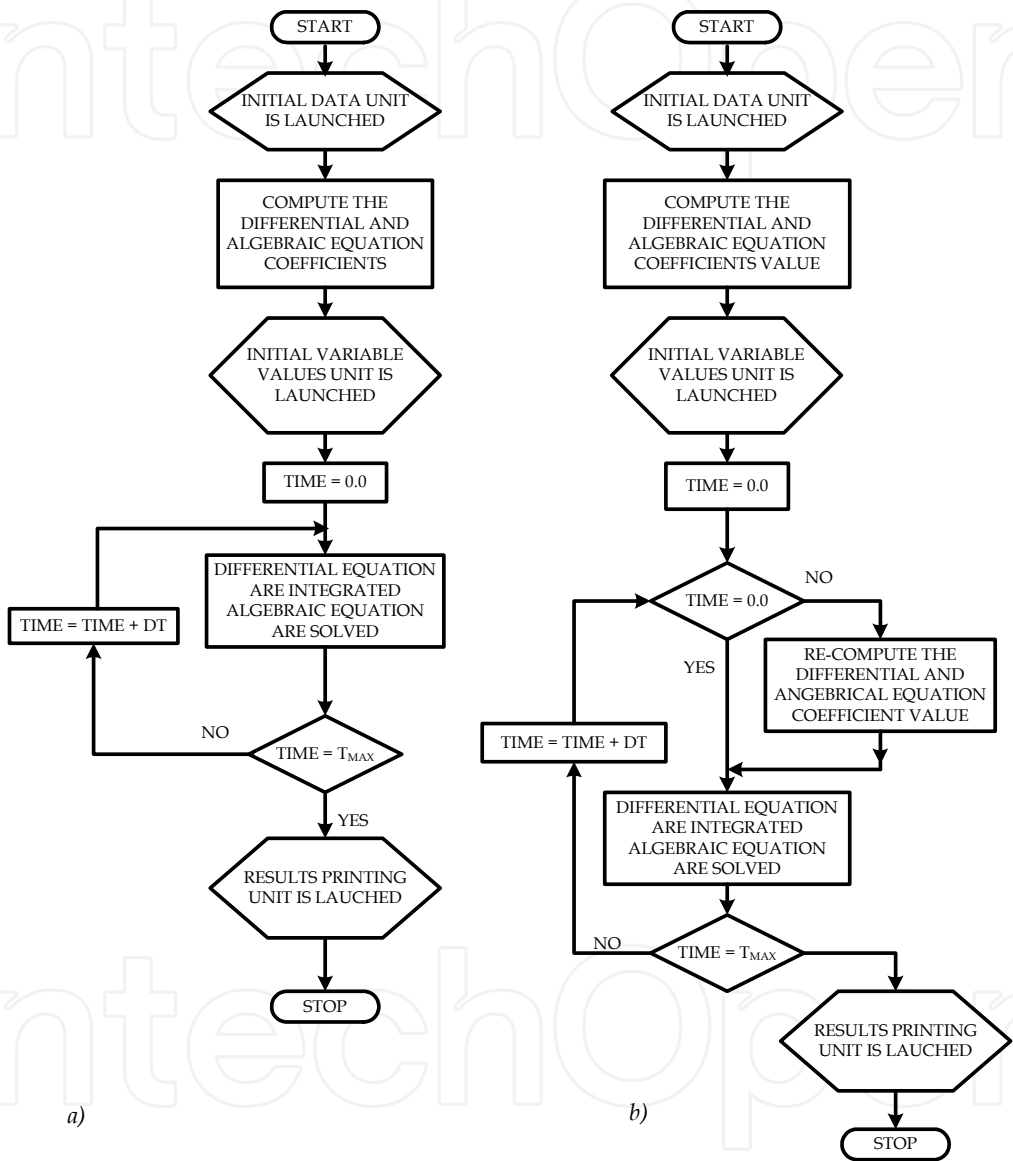 IntechOpen
START
INITIAL DATA UNIT
IS LAUNCHED
COMPUTE THE
DIFFERENTIAL AND
ALGEBRAIC EQUATION
COEFFICIENTS
INITIAL VARIABLE
VALUES UNIT IS
LAUNCHED
TIME = 0.0
DIFFERENTIAL EQUATION
ARE INTEGRATED
ALGEBRAIC EQUATION
ARE SOLVED
TIME = TIME + DT
NO
TIME = TMAX
YES
RESULTS PRINTING
UNIT IS LAUCHED
STOP
a)
START
INITIAL DATA UNIT
IS LAUNCHED
COMPUTE THE
DIFFERENTIAL AND
ALGEBRAIC EQUATION
COEFFICIENTS VALUE
INITIAL VARIABLE
VALUES UNIT IS
LAUNCHED
TIME = 0.0
TIME = 0.0
NO
YES
RE-COMPUTE THE
DIFFERENTIAL AND
ANGEBRICAL EQUATION
COEFFICIENT VALUE
TIME = TIME + DT
DIFFERENTIAL EQUATION
ARE INTEGRATED
ALGEBRAIC EQUATION
ARE SOLVED
NO
TIME = TMAX
RESULTS PRINTING
UNIT IS LAUCHED
STOP
b)
IntechOpen